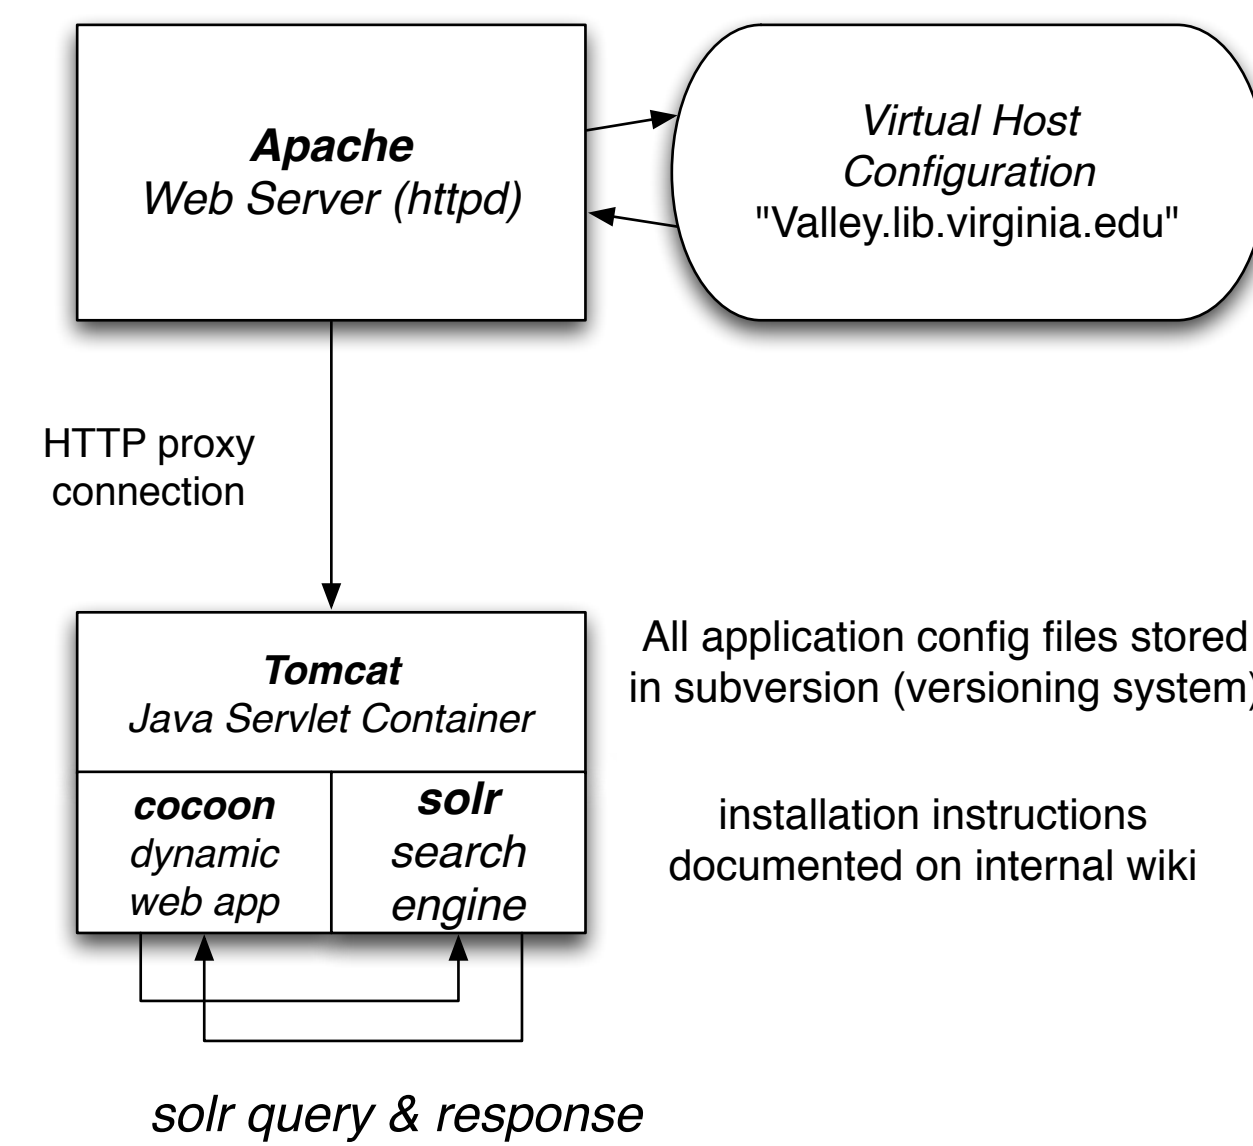 Apache
Web Server (httpd)
Virtual Host
Configuration
"Valley.lib.virginia.edu"
HTTP proxy
connection
Tomcat
Java Servlet Container
All application config files stored
in subversion (versioning system)
cocoon
dynamic
web app
solr
search
engine
installation instructions
documented on internal wiki
solr query & response